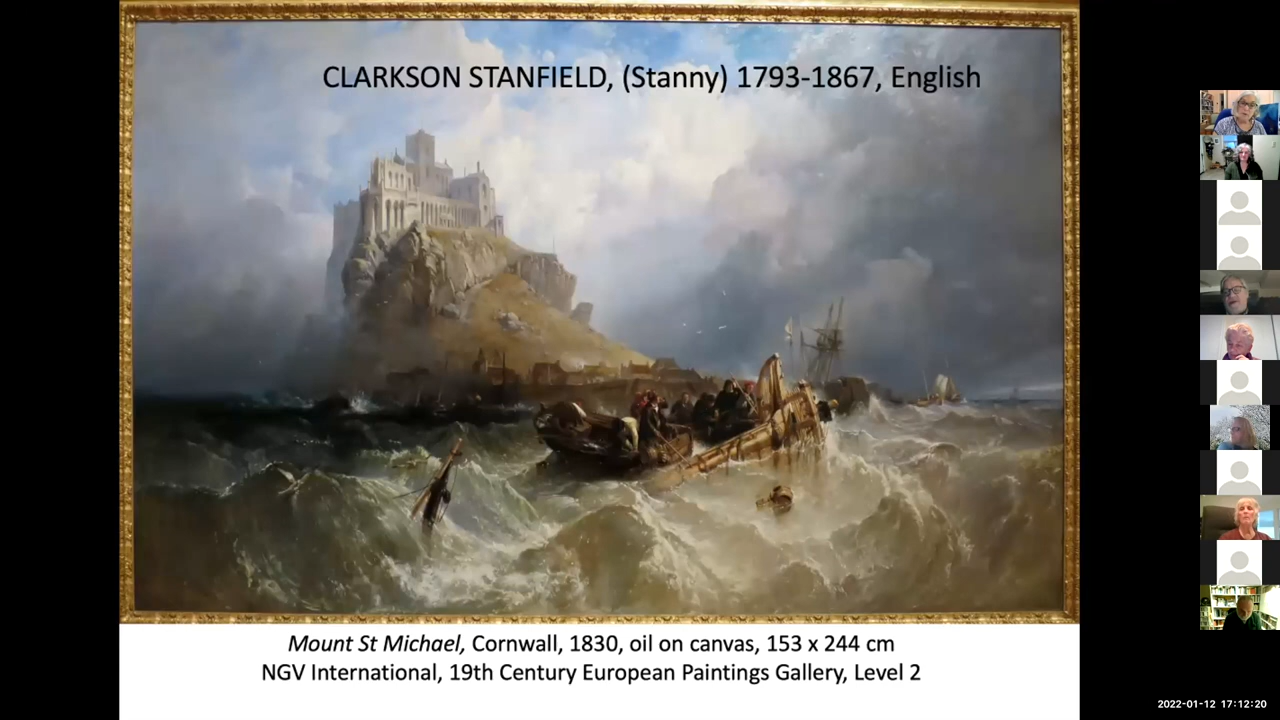 CLARKSON STANFIELD, (Stanny) 1793-1867, English
Mount St Michael, Cornwall, 1830, oil on canvas, 153 x 244 cm
NGV International, 19th Century European Paintings Gallery, Level 2
2022-01-12 17:12:20